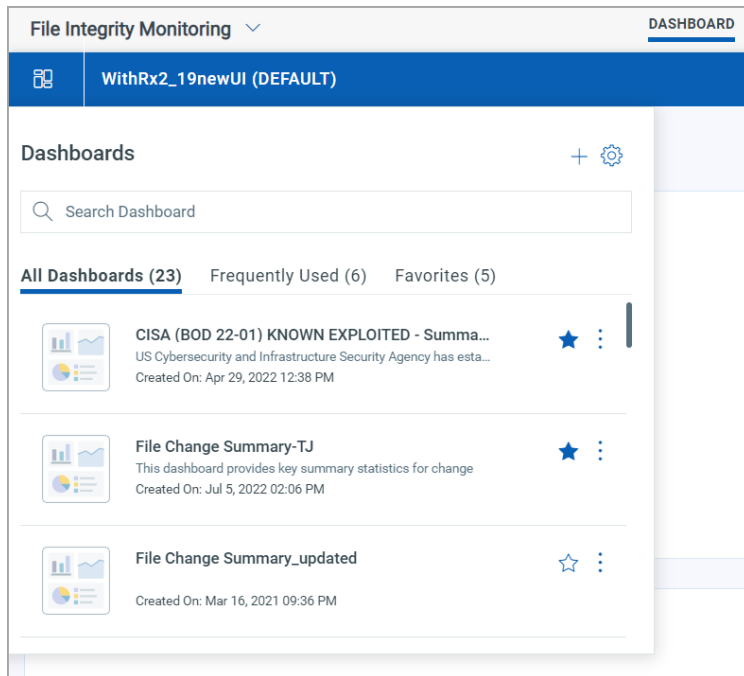 File Integrity Monitoring
DASHBOARD
WithRx2_19newUI (DEFAULT)
Dashboards
Search Dashboard
All Dashboards (23) Frequently Used (6) Favorites (5)
CISA (BOD 22-01) KNOWN EXPLOITED - Summa...
US Cybersecurity and Infrastructure Security Agency has esta...
Created On: Apr 29, 2022 12:38 PM
File Change Summary-TJ
This dashboard provides key summary statistics for change
Created On: Jul 5, 2022 02:06 PM
File Change Summary_updated
Created On: Mar 16, 2021 09:36 PM